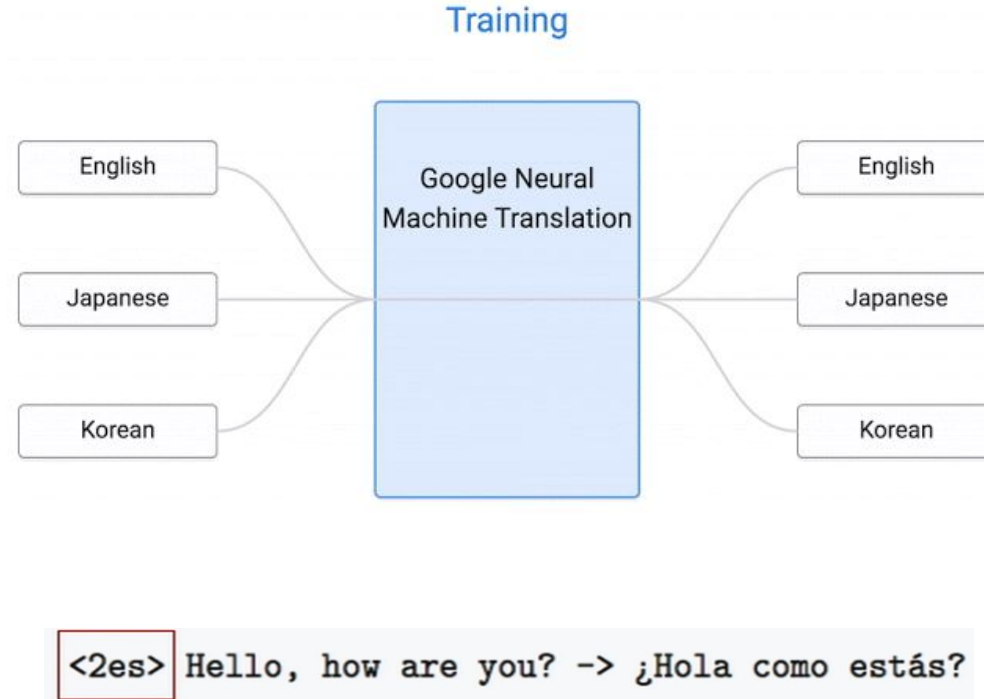 Training
English
Japanese
Korean
Google Neural
Machine Translation
English
Japanese
Korean
<2es> Hello, how are you? -> ¿Hola como estás?